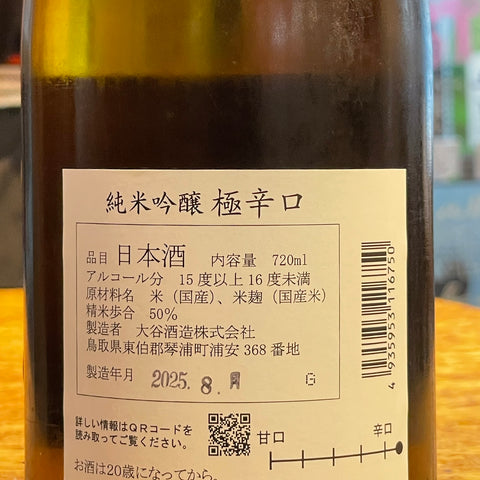 純米吟醸 極辛口
品目 日本酒 内容量 720ml
アルコール分 15度以上16度未満
原材料名 米（国産）、米麹（国産米）
精米歩合 50%
製造者 大谷酒造株式会社
鳥取県東伯郡琴浦町浦安368番地
製造年月 2025. 8. 月 G
4935953116750
詳しい情報はQRコードを
読み取ってご覧ください。
甘口 辛口
お酒は20歳になってから。